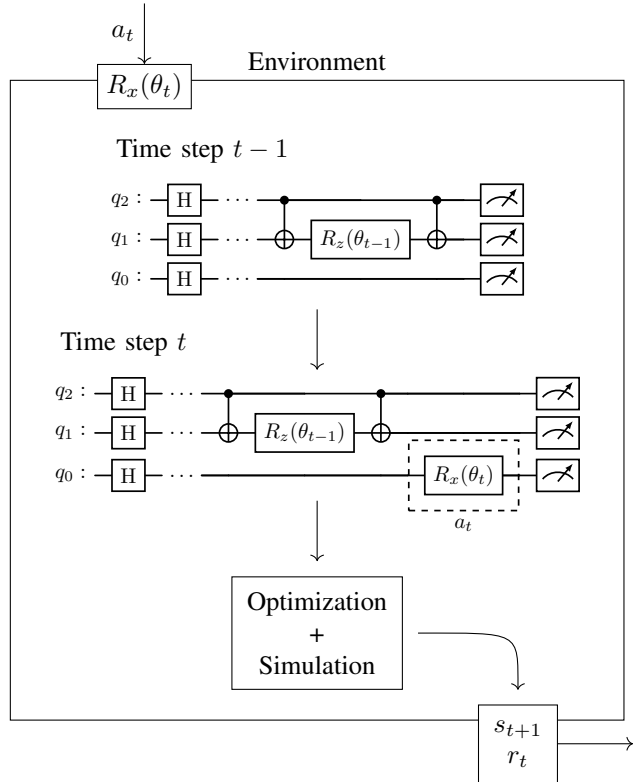 a_t
Environment
R_x(θ_t)
Time step t − 1
q_2 : H ···
q_1 : H ··· R_z(θ_{t−1})
q_0 : H ···
Time step t
q_2 : H ···
q_1 : H ··· R_z(θ_{t−1})
q_0 : H ··· R_x(θ_t)
a_t
Optimization
+
Simulation
s_{t+1}
r_t